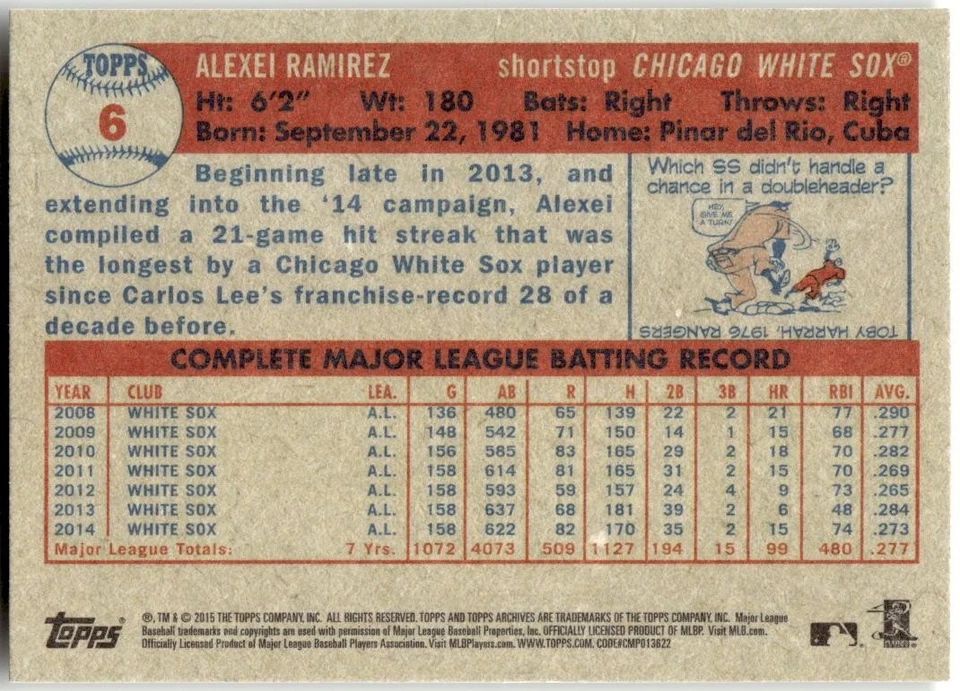 TOPPS
6
ALEXEI RAMIREZ shortstop CHICAGO WHITE SOX®
Ht: 6'2" Wt: 180 Bats: Right Throws: Right
Born: September 22, 1981 Home: Pinar del Rio, Cuba
Beginning late in 2013, and
extending into the '14 campaign, Alexei
compiled a 21-game hit streak that was
the longest by a Chicago White Sox player
since Carlos Lee's franchise-record 28 of a
decade before.
Which SS didn't handle a
chance in a doubleheader?
HEY,
GIVE ME
A TURN!
TOBY HARRAH, 1976 RANGERS
COMPLETE MAJOR LEAGUE BATTING RECORD
YEAR CLUB LEA. G AB R H 2B 3B HR RBI AVG.
2008 WHITE SOX A.L. 136 480 65 139 22 2 21 77 .290
2009 WHITE SOX A.L. 148 542 71 150 14 1 15 68 .277
2010 WHITE SOX A.L. 156 585 83 165 29 2 18 70 .282
2011 WHITE SOX A.L. 158 614 81 165 31 2 15 70 .269
2012 WHITE SOX A.L. 158 593 59 157 24 4 9 73 .265
2013 WHITE SOX A.L. 158 637 68 181 39 2 6 48 .284
2014 WHITE SOX A.L. 158 622 82 170 35 2 15 74 .273
Major League Totals: 7 Yrs. 1072 4073 509 1127 194 15 99 480 .277
topps® ®, TM & © 2015 THE TOPPS COMPANY, INC. ALL RIGHTS RESERVED. TOPPS AND TOPPS ARCHIVES ARE TRADEMARKS OF THE TOPPS COMPANY, INC. Major League
Baseball trademarks and copyrights are used with permission of Major League Baseball Properties, Inc. OFFICIALLY LICENSED PRODUCT OF MLBP. Visit MLB.com.
Officially Licensed Product of Major League Baseball Players Association. Visit MLBPlayers.com. WWW.TOPPS.COM. CODE#CMP013622